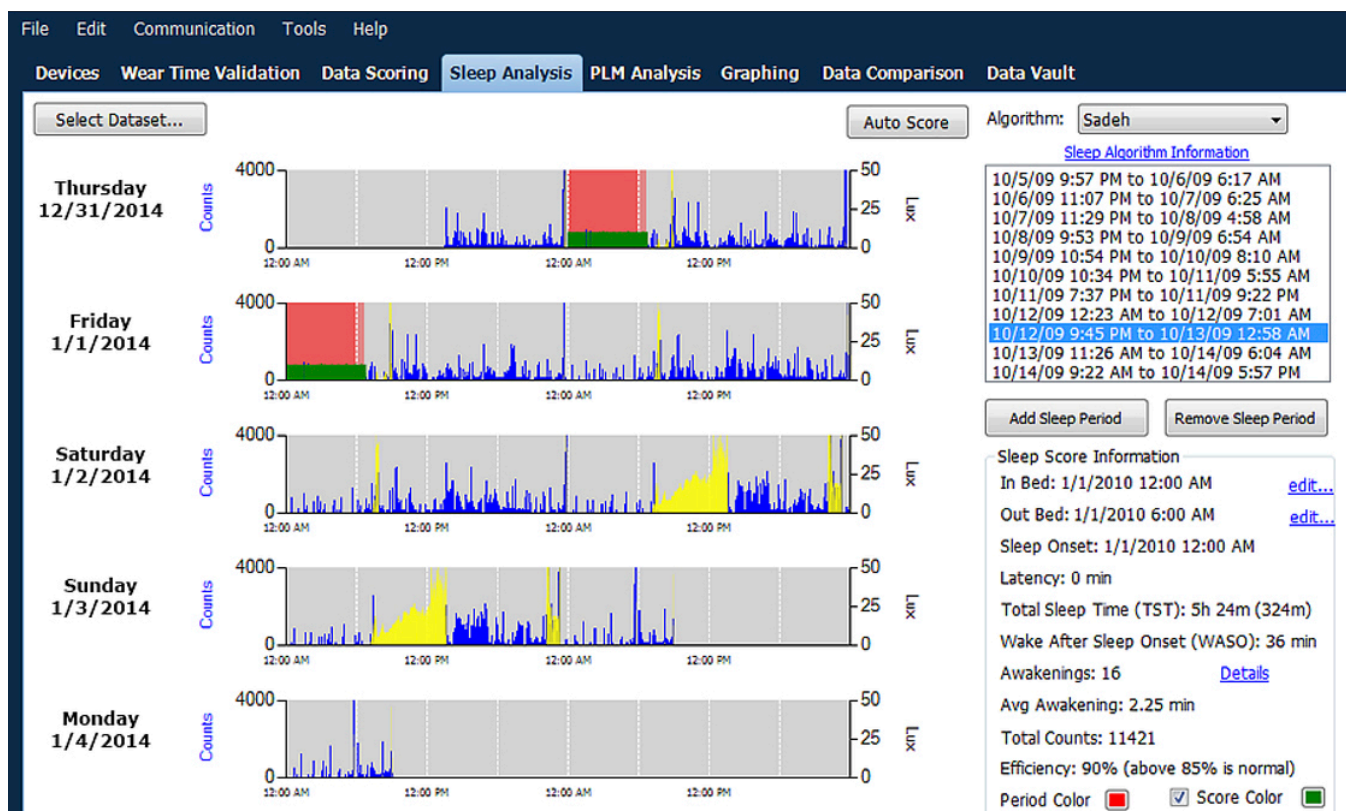 File Edit Communication Tools Help
Devices Wear Time Validation Data Scoring Sleep Analysis PLM Analysis Graphing Data Comparison Data Vault
Select Dataset...
Auto Score
Algorithm: Sadeh
Sleep Algorithm Information
10/5/09 9:57 PM to 10/6/09 6:17 AM
10/6/09 11:07 PM to 10/7/09 6:25 AM
10/7/09 11:29 PM to 10/8/09 4:58 AM
10/8/09 9:53 PM to 10/9/09 6:54 AM
10/9/09 10:54 PM to 10/10/09 8:10 AM
10/10/09 10:34 PM to 10/11/09 5:55 AM
10/11/09 7:37 PM to 10/11/09 9:22 PM
10/12/09 12:23 AM to 10/12/09 7:01 AM
10/12/09 9:45 PM to 10/13/09 12:58 AM
10/13/09 11:26 AM to 10/14/09 6:04 AM
10/14/09 9:22 AM to 10/14/09 5:57 PM
Add Sleep Period Remove Sleep Period
Sleep Score Information
In Bed: 1/1/2010 12:00 AM edit...
Out Bed: 1/1/2010 6:00 AM edit...
Sleep Onset: 1/1/2010 12:00 AM
Latency: 0 min
Total Sleep Time (TST): 5h 24m (324m)
Wake After Sleep Onset (WASO): 36 min
Awakenings: 16 Details
Avg Awakening: 2.25 min
Total Counts: 11421
Efficiency: 90% (above 85% is normal)
Period Color Score Color
Thursday
12/31/2014
Counts
4000
0
50
25
0
Lux
12:00 AM 12:00 PM 12:00 AM 12:00 PM
Friday
1/1/2014
Counts
4000
0
50
25
0
Lux
12:00 AM 12:00 PM 12:00 AM 12:00 PM
Saturday
1/2/2014
Counts
4000
0
50
25
0
Lux
12:00 AM 12:00 PM 12:00 AM 12:00 PM
Sunday
1/3/2014
Counts
4000
0
50
25
0
Lux
12:00 AM 12:00 PM 12:00 AM 12:00 PM
Monday
1/4/2014
Counts
4000
0
50
25
0
Lux
12:00 AM 12:00 PM 12:00 AM 12:00 PM